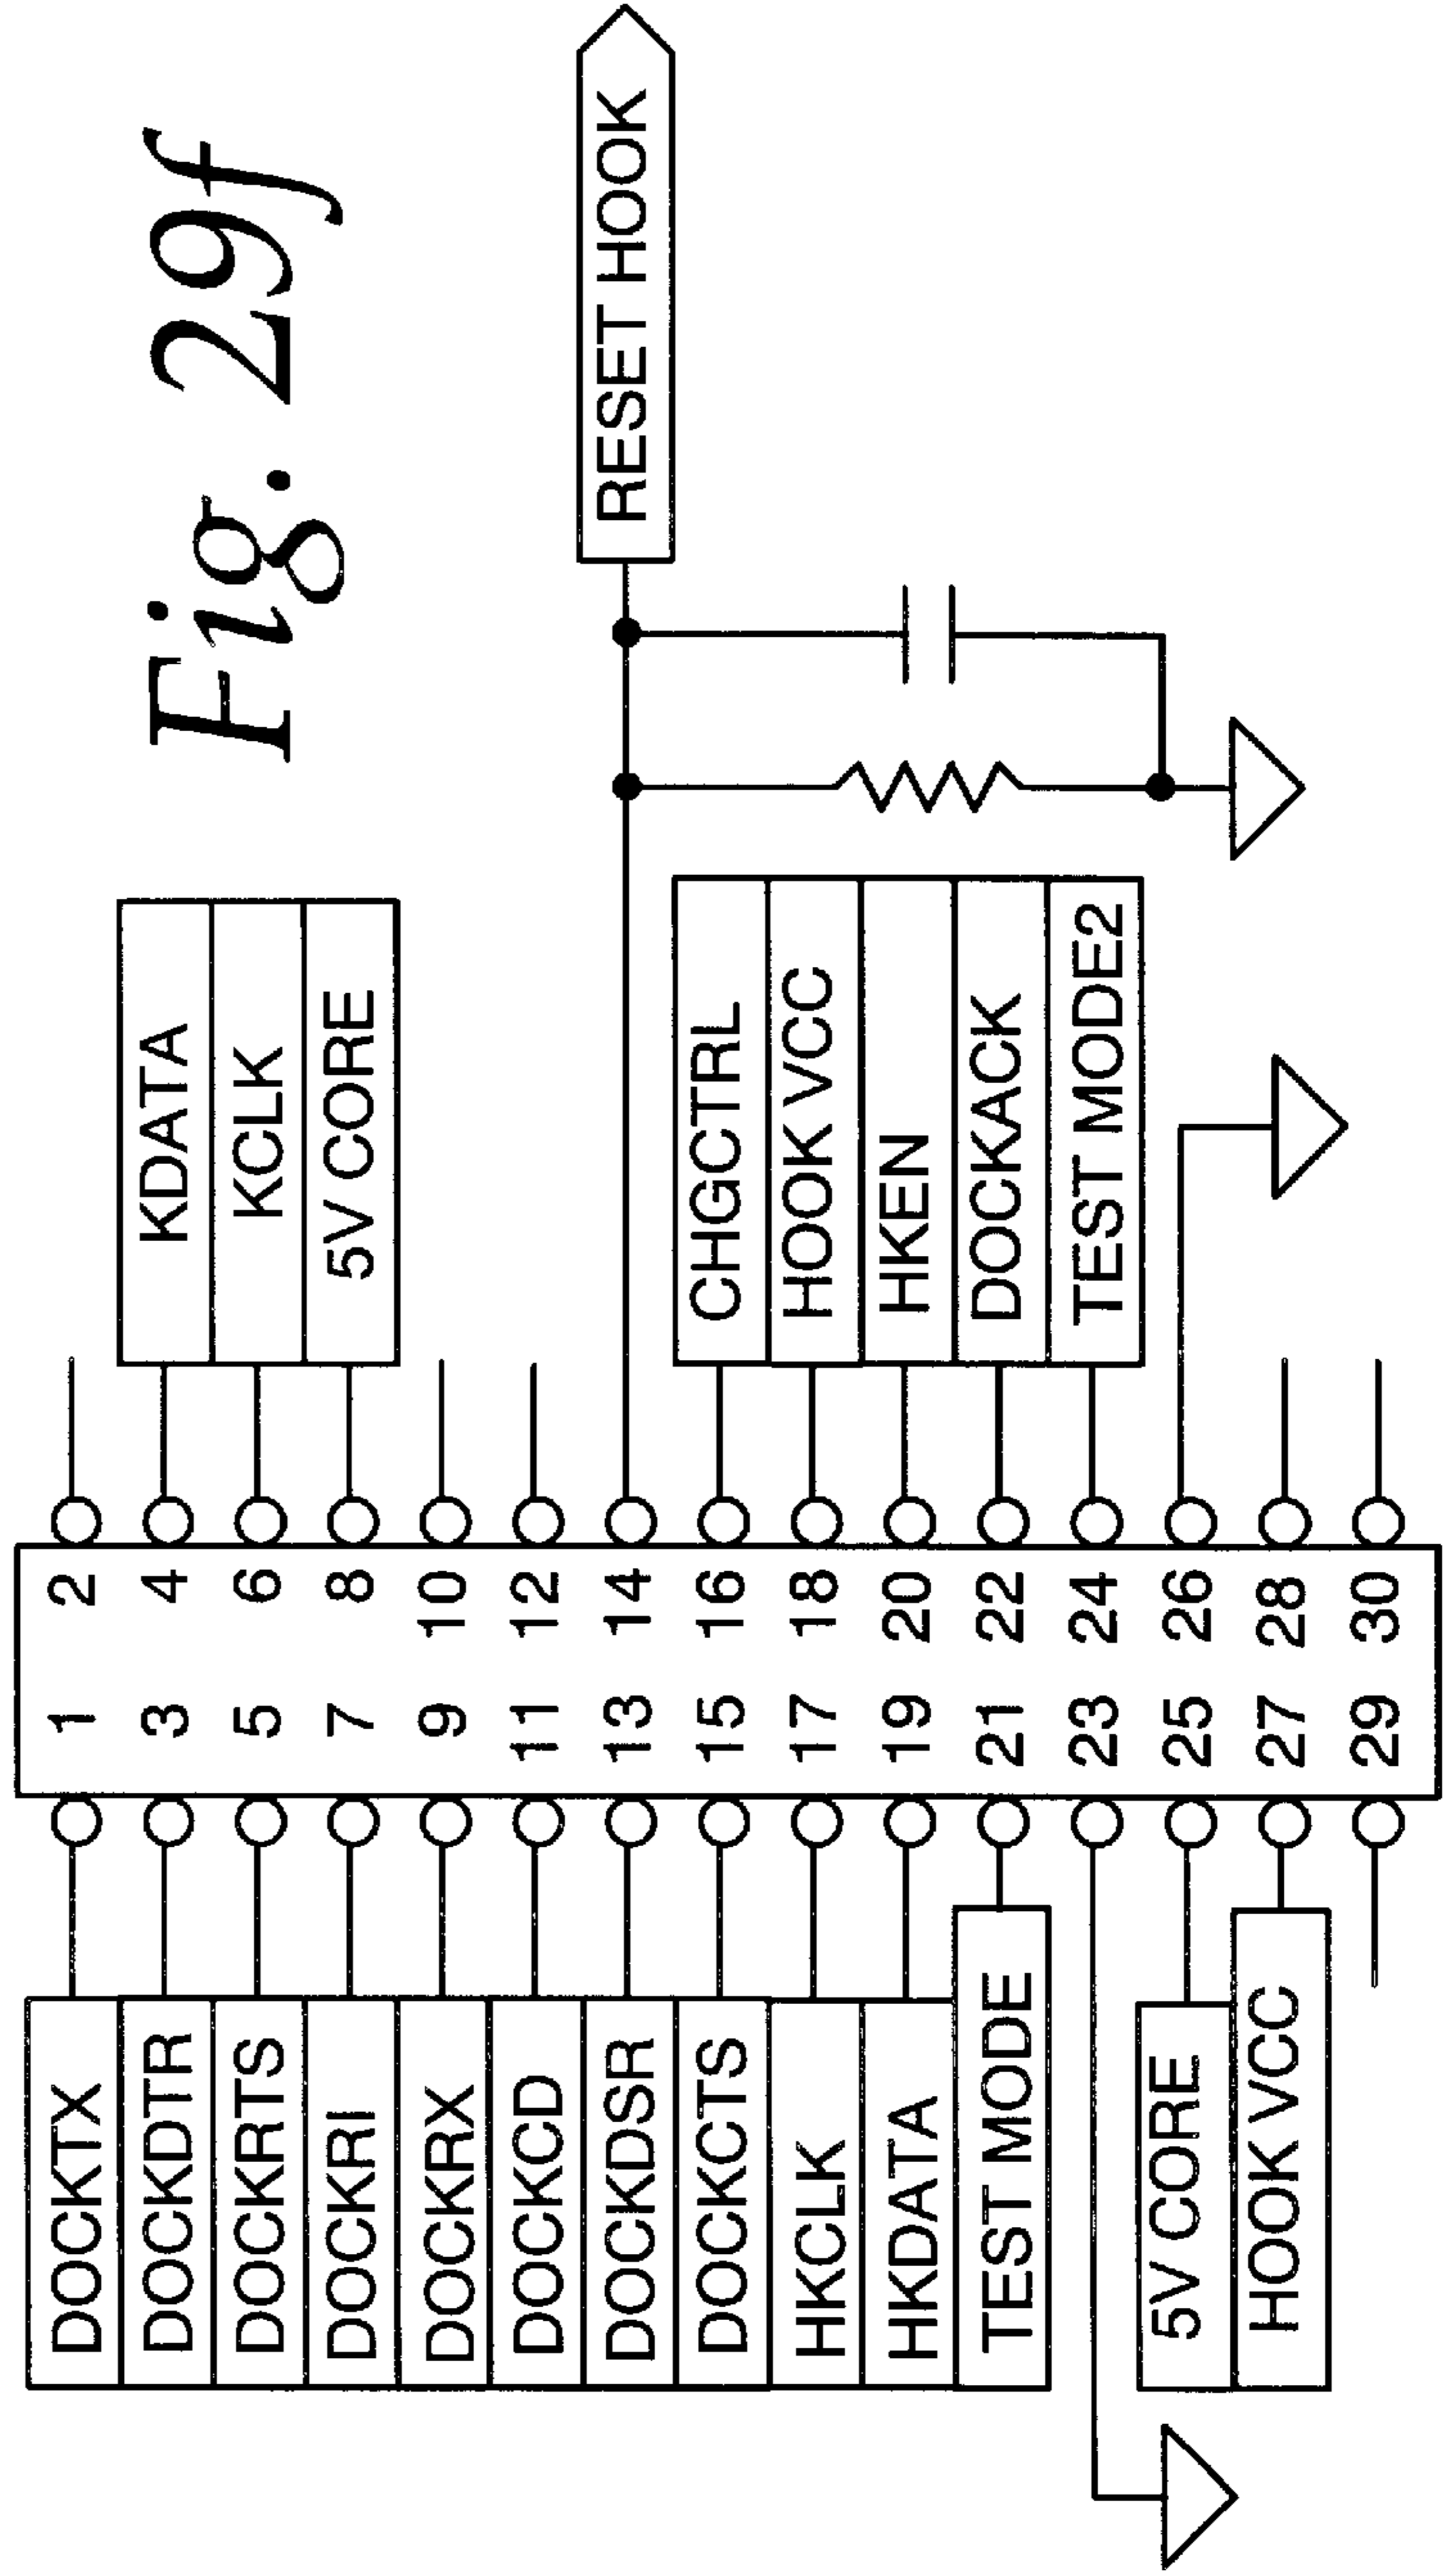 Fig. 29f
DOCKTX
DOCKDTR
DOCKRTS
DOCKRI
DOCKRX
DOCKCD
DOCKDSR
DOCKCTS
HKCLK
HKDATA
TEST MODE
5V CORE
HOOK VCC
1 2
3 4
5 6
7 8
9 10
11 12
13 14
15 16
17 18
19 20
21 22
23 24
25 26
27 28
29 30
KDATA
KCLK
5V CORE
RESET HOOK
CHGCTRL
HOOK VCC
HKEN
DOCKACK
TEST MODE2